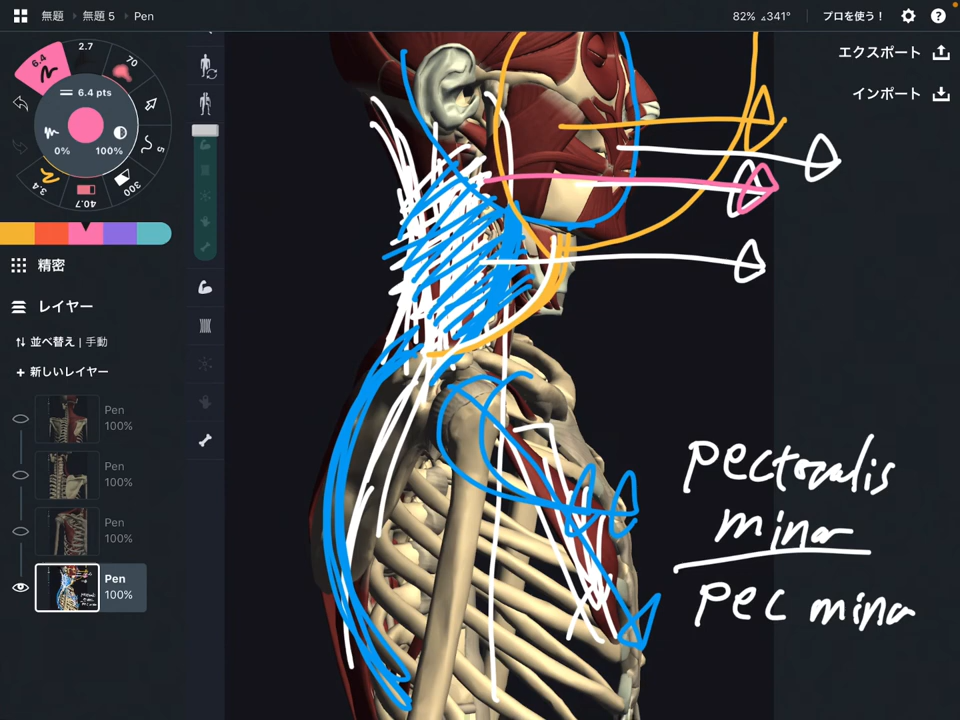 無題 > 無題 5 > Pen
82% ⊿341°
プロを使う!
?
エクスポート
インポート
2.7
6.4
70
5
300
40.7
3.4
6.4 pts
0% 100%
精密
レイヤー
並べ替え | 手動
+ 新しいレイヤー
Pen
100%
Pen
100%
Pen
100%
Pen
100%
pectoralis
minor
pec minor